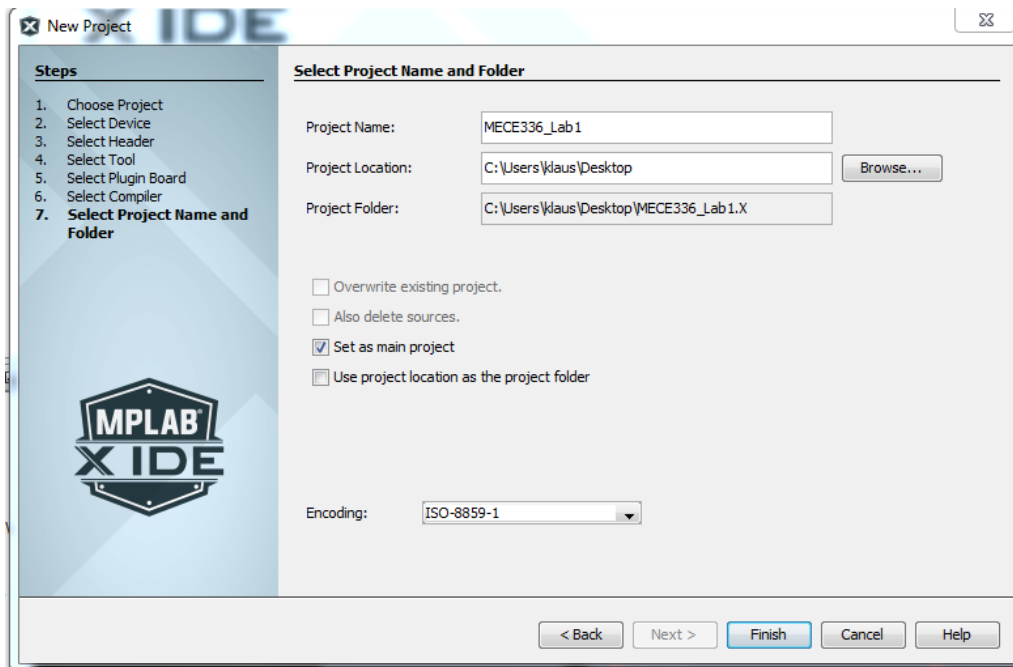 New Project
X IDE
Steps
1. Choose Project
2. Select Device
3. Select Header
4. Select Tool
5. Select Plugin Board
6. Select Compiler
7. Select Project Name and
Folder
MPLAB®
X IDE
Select Project Name and Folder
Project Name: MECE336_Lab1
Project Location: C:\Users\klaus\Desktop Browse...
Project Folder: C:\Users\klaus\Desktop\MECE336_Lab1.X
Overwrite existing project.
Also delete sources.
Set as main project
Use project location as the project folder
Encoding: ISO-8859-1
< Back Next > Finish Cancel Help